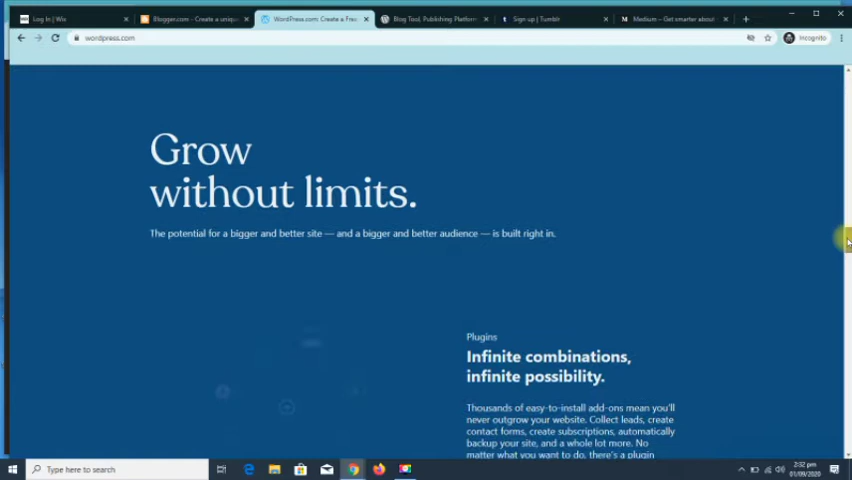 Log In | Wix
Blogger.com - Create a uniqu
WordPress.com: Create a Free
Blog Tool, Publishing Platform
Sign up | Tumblr
Medium – Get smarter about
wordpress.com
Incognito
Grow
without limits.
The potential for a bigger and better site — and a bigger and better audience — is built right in.
Plugins
Infinite combinations,
infinite possibility.
Thousands of easy-to-install add-ons mean you'll
never outgrow your website. Collect leads, create
contact forms, create subscriptions, automatically
backup your site, and a whole lot more. No
matter what you want to do, there's a plugin
Type here to search
2:32 pm
01/09/2020